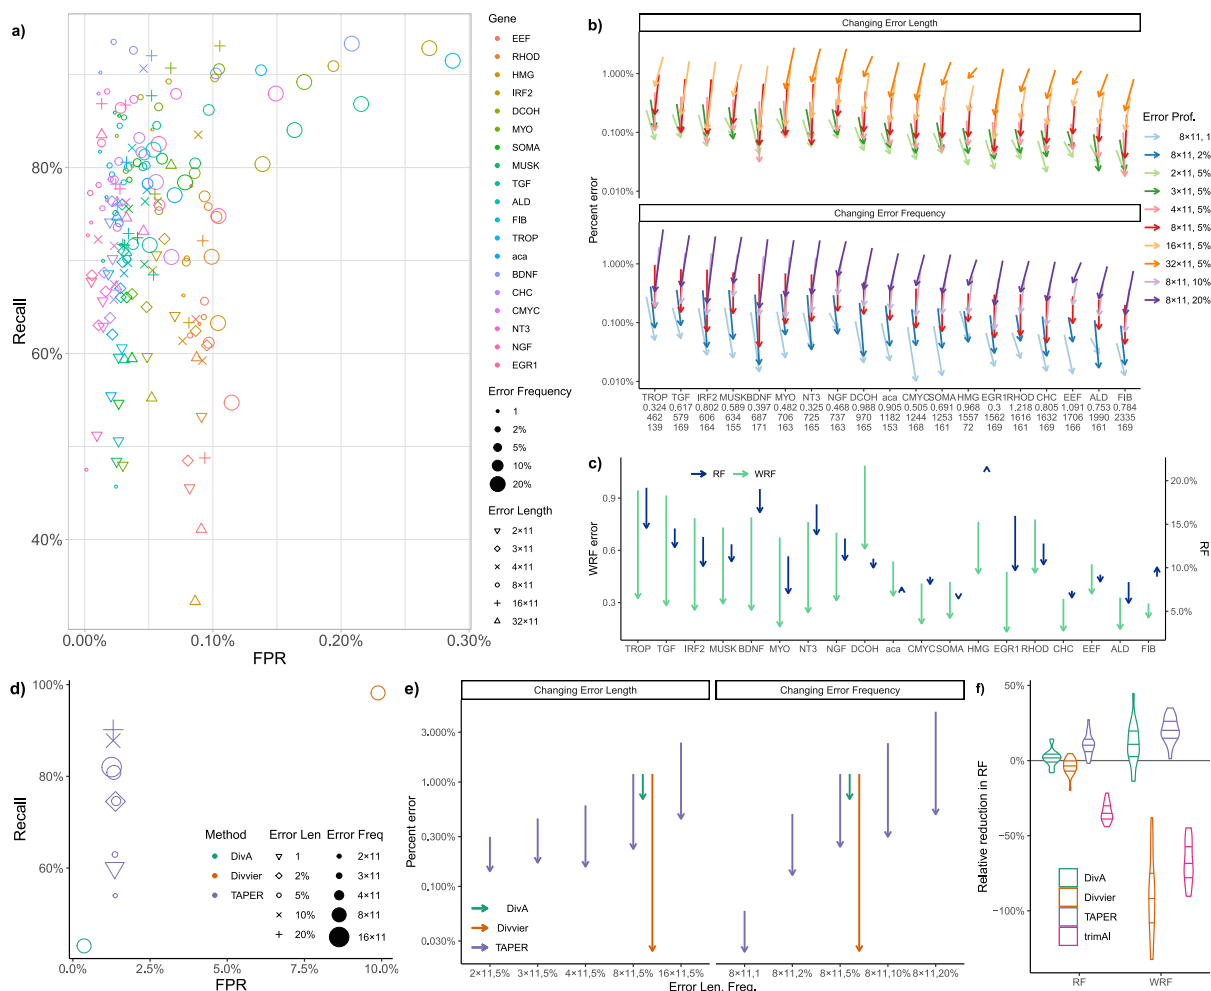 a)
80%
60%
40%
Recall
0.00%
0.10%
0.20%
0.30%
FPR
Gene
EEF
RHOD
HMG
IRF2
DCOH
MYO
SOMA
MUSK
TGF
ALD
FIB
TROP
aca
BDNF
CHC
CMYC
NT3
NGF
EGR1
Error Frequency
1
2%
5%
10%
20%
Error Length
2×11
3×11
4×11
8×11
16×11
32×11
b)
Changing Error Length
1.000%
0.100%
0.010%
Percent error
Changing Error Frequency
1.000%
0.100%
0.010%
TROP TGF IRF2 MUSK BDNF MYO NT3 NGF DCOH aca CMYC SOMA HMG EGR1 RHOD CHC EEF ALD FIB
0.324 0.617 0.802 0.589 0.397 0.482 0.325 0.468 0.988 0.905 0.505 0.691 0.968 0.3 1.218 0.805 1.091 0.753 0.784
462 579 606 634 687 706 725 737 970 1182 1244 1253 1557 1562 1616 1632 1706 1990 2335
139 169 164 155 171 163 165 163 165 153 168 161 72 169 161 169 166 161 169
Error Prof.
8×11, 1
8×11, 2%
2×11, 5%
3×11, 5%
4×11, 5%
8×11, 5%
16×11, 5%
32×11, 5%
8×11, 10%
8×11, 20%
c)
RF
WRF
0.9
0.6
0.3
WRF error
20.0%
15.0%
10.0%
5.0%
RF
TROP TGF IRF2 MUSK BDNF MYO NT3 NGF DCOH aca CMYC SOMA HMG EGR1 RHOD CHC EEF ALD FIB
d)
100%
80%
60%
Recall
0.0%
2.5%
5.0%
7.5%
10.0%
FPR
Method
DivA
Divvier
TAPER
Error Len
1
2%
5%
10%
20%
Error Freq
2×11
3×11
4×11
8×11
16×11
e)
Changing Error Length
Changing Error Frequency
3.000%
1.000%
0.300%
0.100%
0.030%
Percent error
DivA
Divvier
TAPER
2×11,5% 3×11,5% 4×11,5% 8×11,5% 16×11,5%
8×11,1 8×11,2% 8×11,5% 8×11,10% 8×11,20%
Error Len, Freq.
f)
50%
0%
−50%
−100%
Relative reduction in RF
DivA
Divvier
TAPER
trimAl
RF
WRF